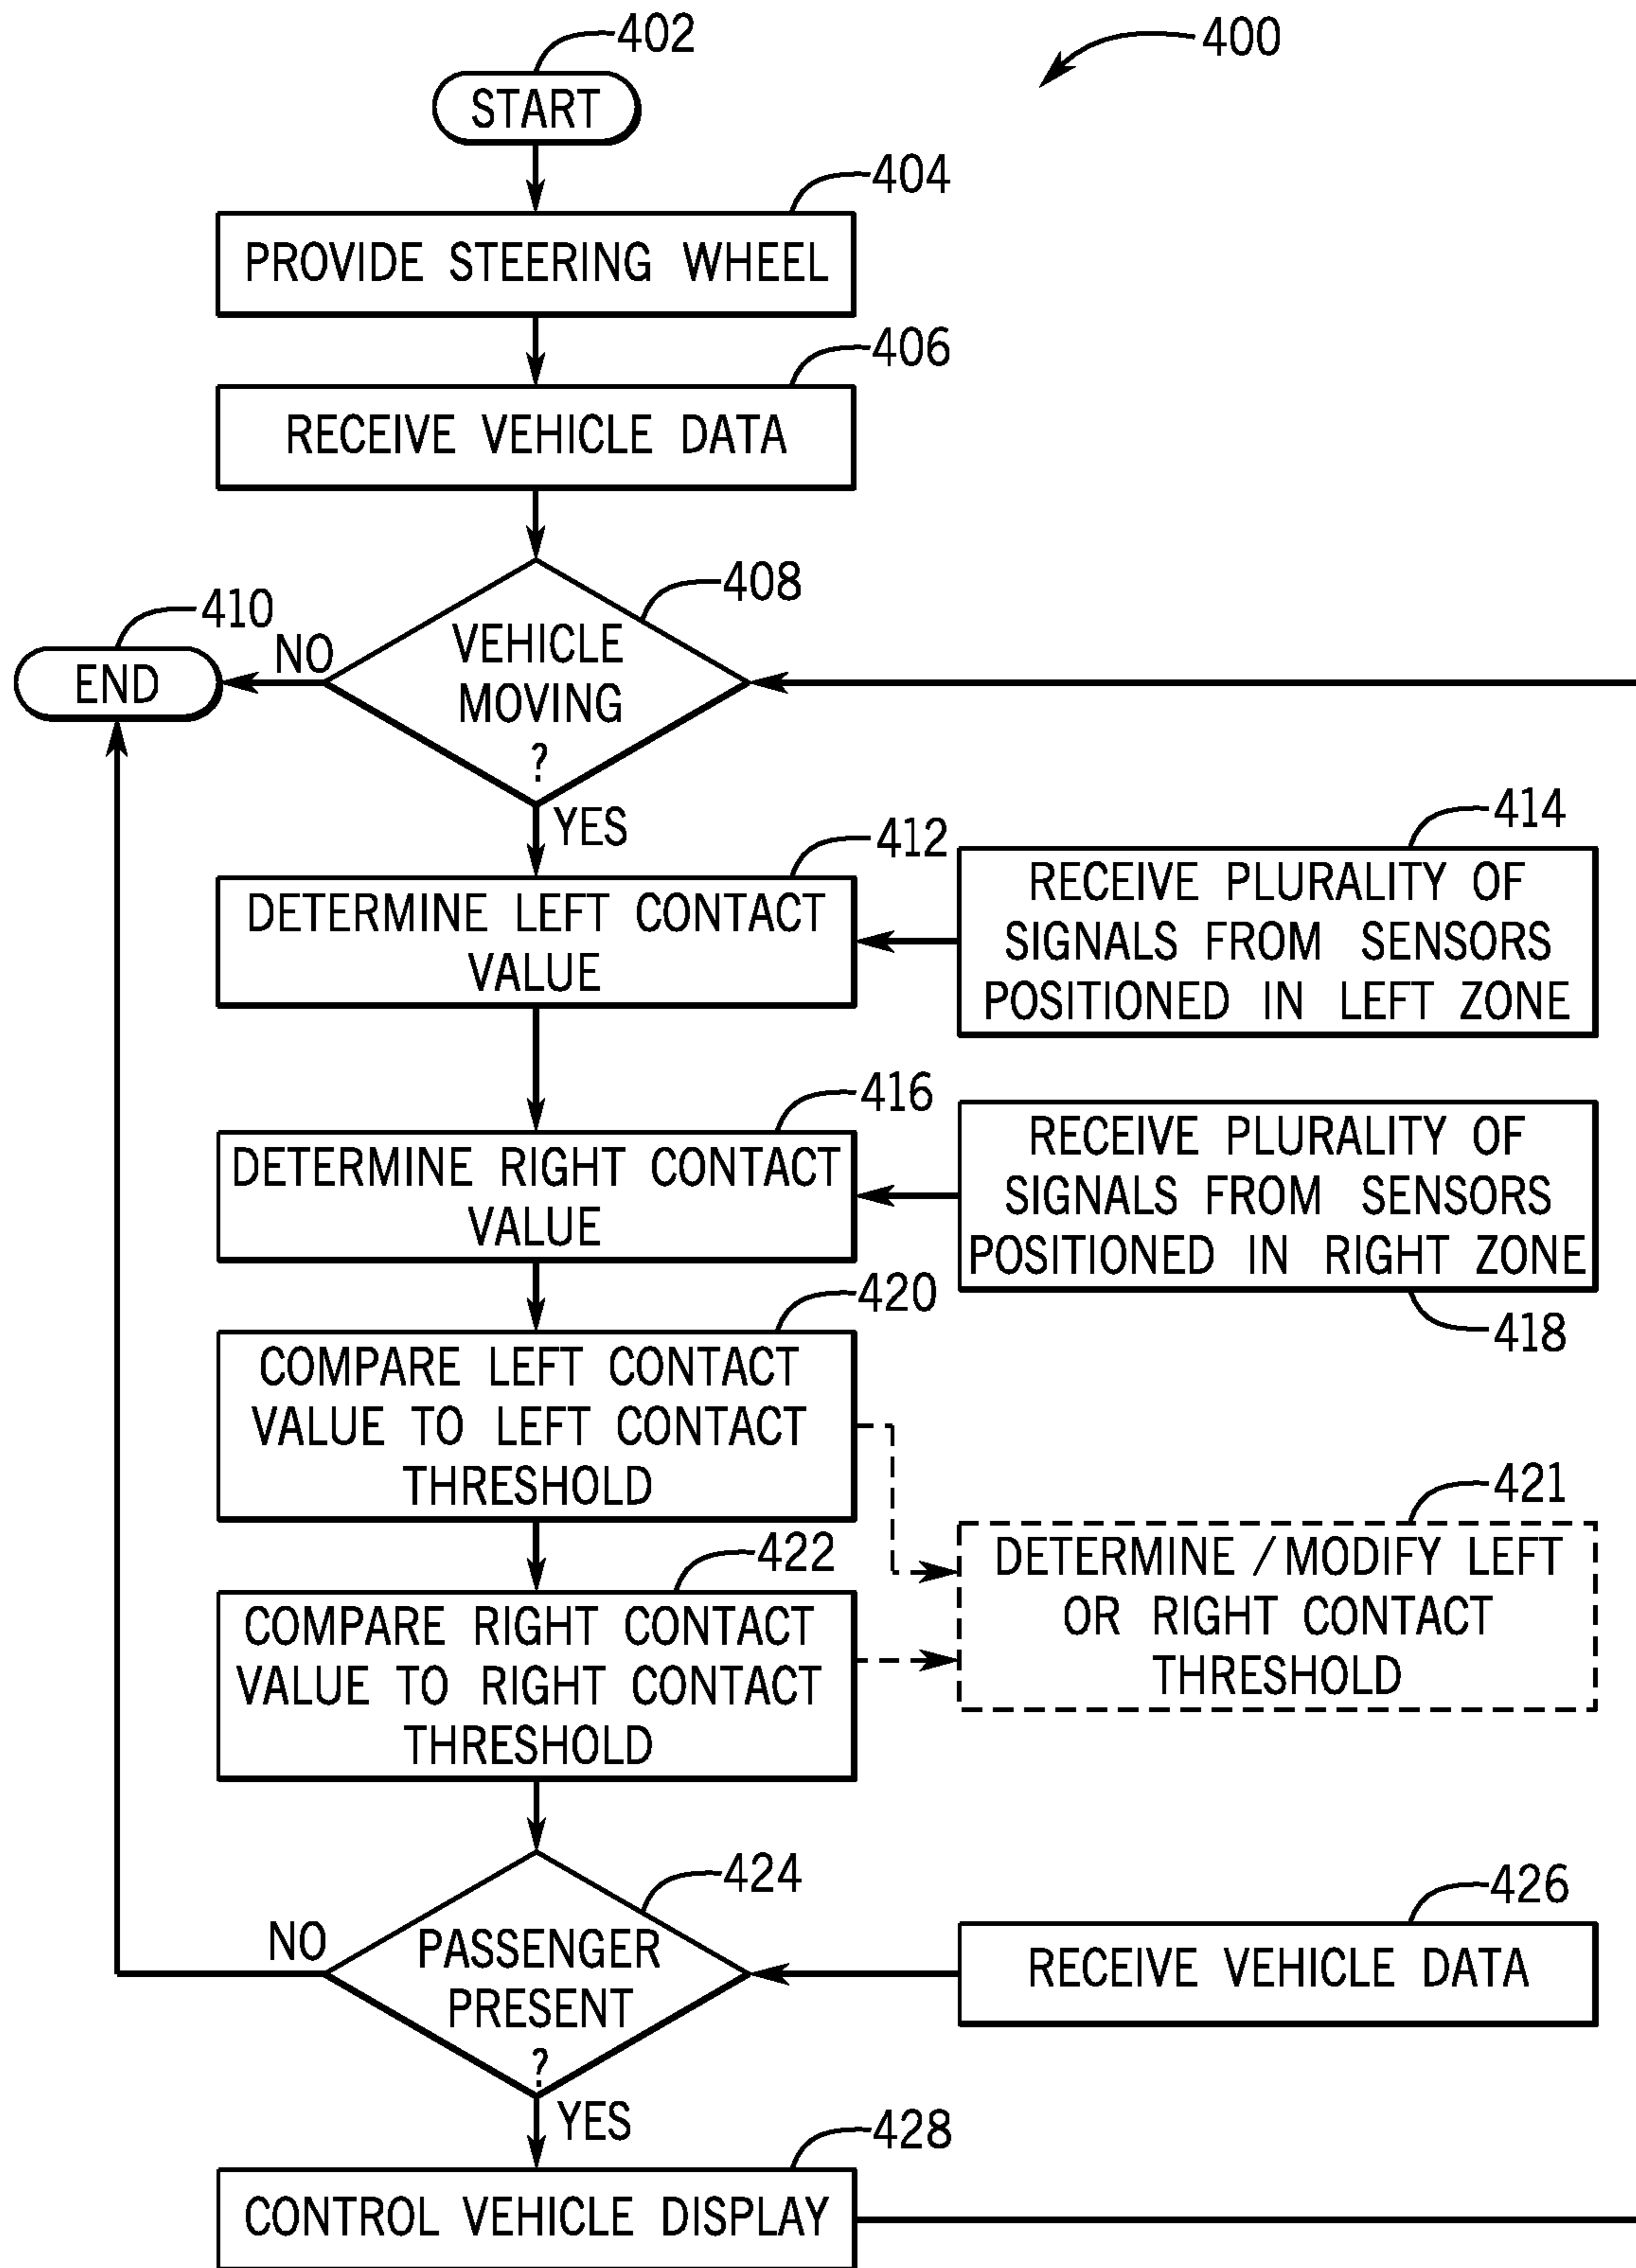 402
400
START
404
PROVIDE STEERING WHEEL
406
RECEIVE VEHICLE DATA
408
410
VEHICLE
MOVING
?
NO
END
YES
412
DETERMINE LEFT CONTACT
VALUE
414
RECEIVE PLURALITY OF
SIGNALS FROM SENSORS
POSITIONED IN LEFT ZONE
416
DETERMINE RIGHT CONTACT
VALUE
RECEIVE PLURALITY OF
SIGNALS FROM SENSORS
POSITIONED IN RIGHT ZONE
418
420
COMPARE LEFT CONTACT
VALUE TO LEFT CONTACT
THRESHOLD
421
DETERMINE / MODIFY LEFT
OR RIGHT CONTACT
THRESHOLD
422
COMPARE RIGHT CONTACT
VALUE TO RIGHT CONTACT
THRESHOLD
424
NO
PASSENGER
PRESENT
?
426
RECEIVE VEHICLE DATA
YES
428
CONTROL VEHICLE DISPLAY